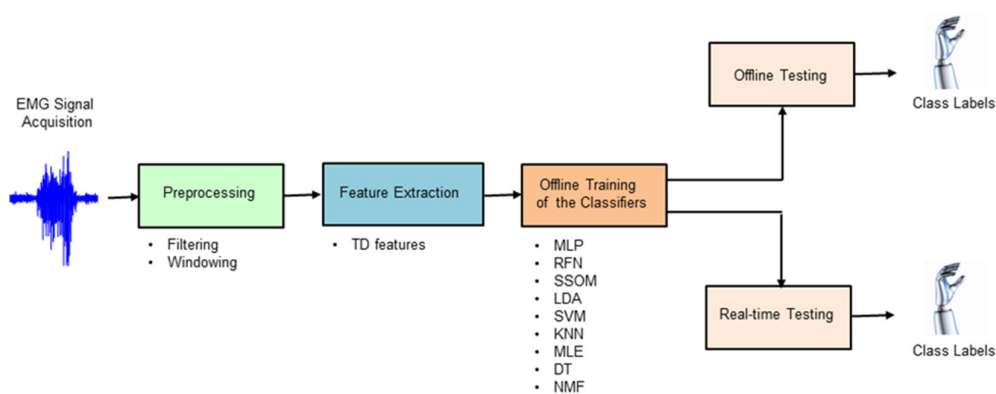 EMG Signal
Acquisition
Preprocessing
• Filtering
• Windowing
Feature Extraction
• TD features
Offline Training
of the Classifiers
• MLP
• RFN
• SSOM
• LDA
• SVM
• KNN
• MLE
• DT
• NMF
Offline Testing
Class Labels
Real-time Testing
Class Labels